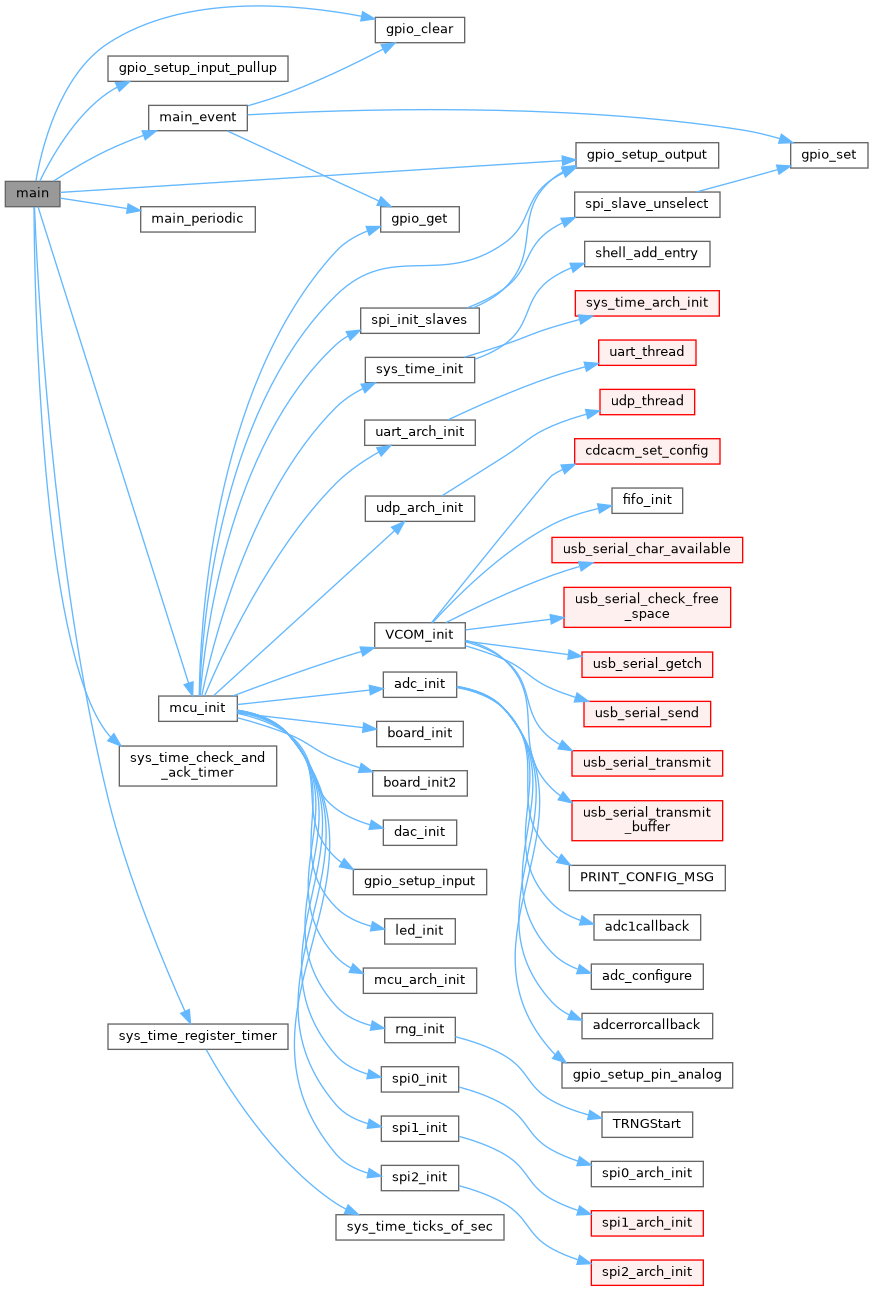 gpio_clear
gpio_setup_input_pullup
main_event
gpio_setup_output
gpio_set
main
spi_slave_unselect
main_periodic
gpio_get
shell_add_entry
sys_time_arch_init
spi_init_slaves
uart_thread
sys_time_init
udp_thread
uart_arch_init
cdcacm_set_config
fifo_init
udp_arch_init
usb_serial_char_available
usb_serial_check_free
_space
VCOM_init
usb_serial_getch
adc_init
mcu_init
usb_serial_send
board_init
sys_time_check_and
_ack_timer
usb_serial_transmit
board_init2
usb_serial_transmit
_buffer
dac_init
gpio_setup_input
PRINT_CONFIG_MSG
led_init
adc1callback
mcu_arch_init
adc_configure
rng_init
adcerrorcallback
sys_time_register_timer
spi0_init
gpio_setup_pin_analog
spi1_init
TRNGStart
spi2_init
spi0_arch_init
sys_time_ticks_of_sec
spi1_arch_init
spi2_arch_init